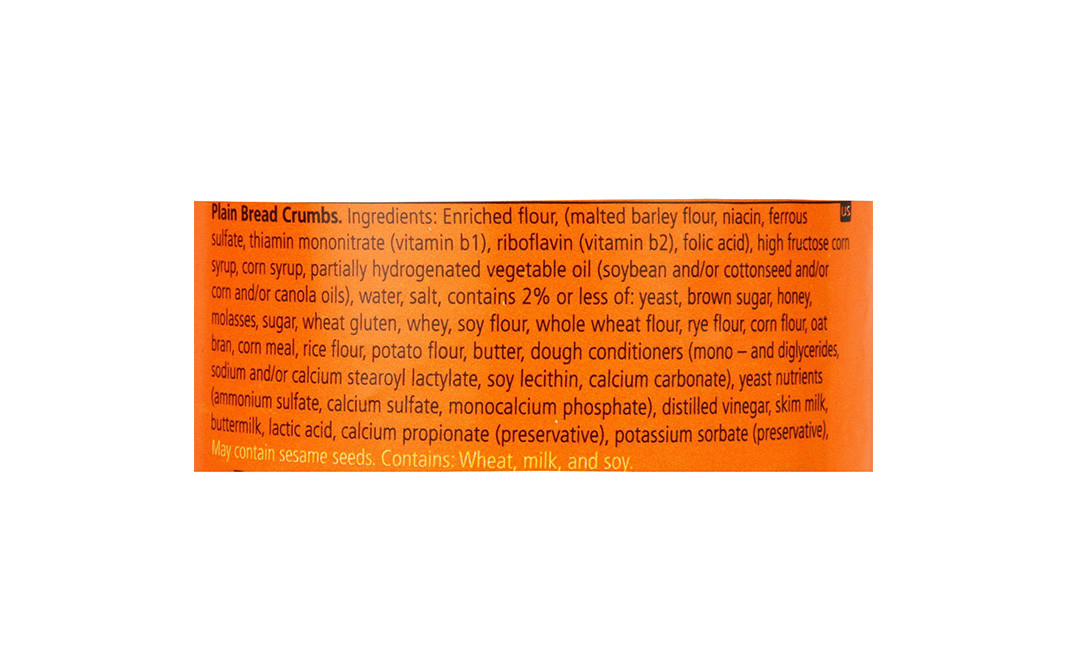 Plain Bread Crumbs. Ingredients: Enriched flour, (malted barley flour, niacin, ferrous
US
sulfate, thiamin mononitrate (vitamin b1), riboflavin (vitamin b2), folic acid), high fructose corn
syrup, corn syrup, partially hydrogenated vegetable oil (soybean and/or cottonseed and/or
corn and/or canola oils), water, salt, contains 2% or less of: yeast, brown sugar, honey,
molasses, sugar, wheat gluten, whey, soy flour, whole wheat flour, rye flour, corn flour, oat
bran, corn meal, rice flour, potato flour, butter, dough conditioners (mono – and diglycerides,
sodium and/or calcium stearoyl lactylate, soy lecithin, calcium carbonate), yeast nutrients
(ammonium sulfate, calcium sulfate, monocalcium phosphate), distilled vinegar, skim milk,
buttermilk, lactic acid, calcium propionate (preservative), potassium sorbate (preservative),
May contain sesame seeds. Contains: Wheat, milk, and soy.